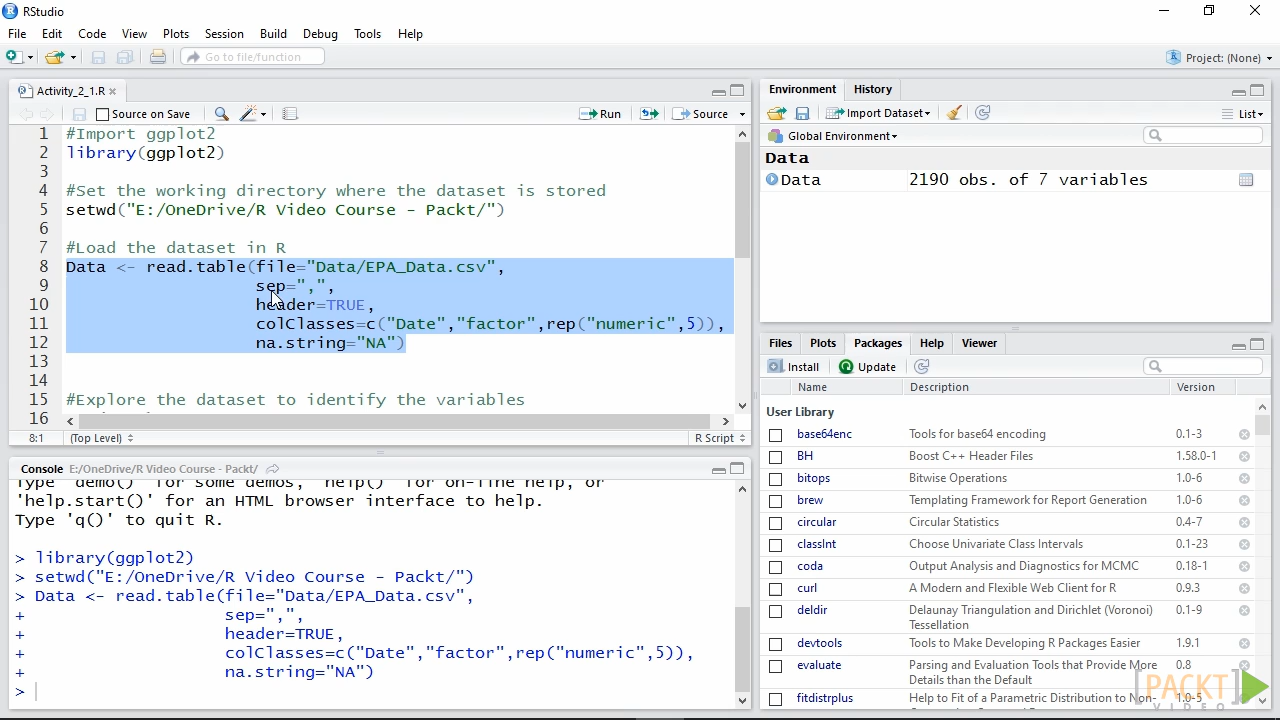 RStudio
File Edit Code View Plots Session Build Debug Tools Help
Go to file/function
Project: (None)
Activity_2_1.R
Source on Save
Run
Source
1 #Import ggplot2
2 library(ggplot2)
3
4 #Set the working directory where the dataset is stored
5 setwd("E:/OneDrive/R Video Course - Packt/")
6
7 #Load the dataset in R
8 Data <- read.table(file="Data/EPA_Data.csv",
9 sep=",",
10 header=TRUE,
11 colClasses=c("Date","factor",rep("numeric",5)),
12 na.string="NA")
13
14
15 #Explore the dataset to identify the variables
16
8:1 (Top Level) R Script
Console E:/OneDrive/R Video Course - Packt/
Type 'demo()' for some demos, 'help()' for on-line help, or
'help.start()' for an HTML browser interface to help.
Type 'q()' to quit R.
> library(ggplot2)
> setwd("E:/OneDrive/R Video Course - Packt/")
> Data <- read.table(file="Data/EPA_Data.csv",
+ sep=",",
+ header=TRUE,
+ colClasses=c("Date","factor",rep("numeric",5)),
+ na.string="NA")
>
Environment History
Import Dataset
List
Global Environment
Data
Data 2190 obs. of 7 variables
Files Plots Packages Help Viewer
Install Update
Name Description Version
User Library
base64enc Tools for base64 encoding 0.1-3
BH Boost C++ Header Files 1.58.0-1
bitops Bitwise Operations 1.0-6
brew Templating Framework for Report Generation 1.0-6
circular Circular Statistics 0.4-7
classInt Choose Univariate Class Intervals 0.1-23
coda Output Analysis and Diagnostics for MCMC 0.18-1
curl A Modern and Flexible Web Client for R 0.9.3
deldir Delaunay Triangulation and Dirichlet (Voronoi) 0.1-9
Tessellation
devtools Tools to Make Developing R Packages Easier 1.9.1
evaluate Parsing and Evaluation Tools that Provide More 0.8
Details than the Default
fitdistrplus Help to Fit of a Parametric Distribution to Non- 1.0-5
[PACKT]
VIDEO